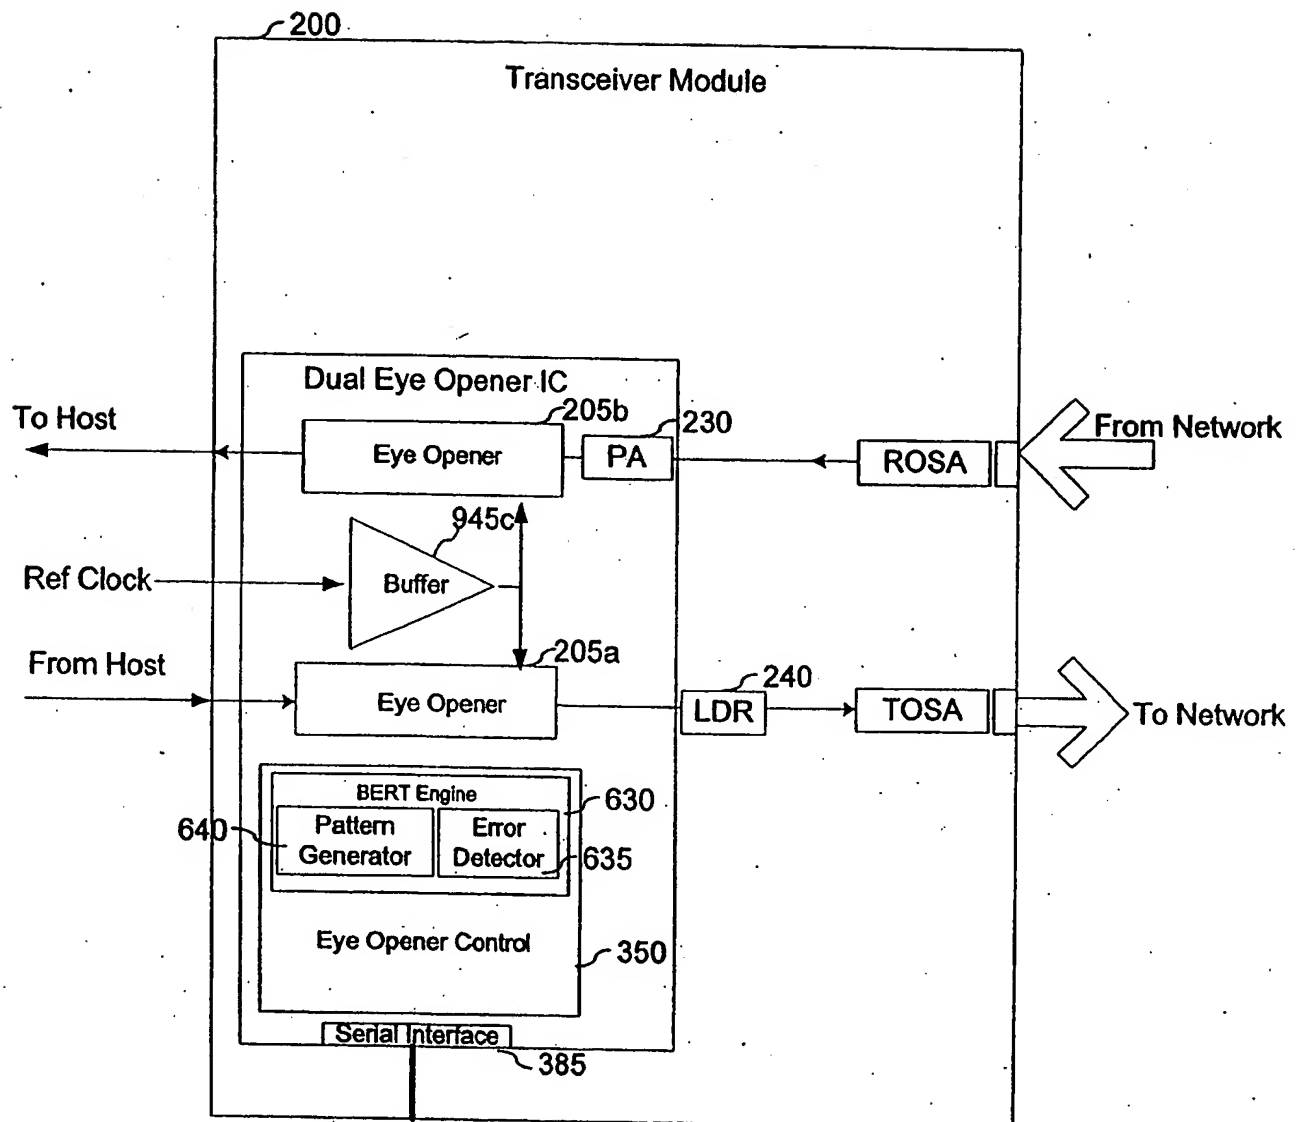 200
Transceiver Module
Dual Eye Opener IC
To Host
205b
230
From Network
Eye Opener
PA
ROSA
945c
Ref Clock
Buffer
From Host
205a
240
Eye Opener
LDR
TOSA
To Network
BERT Engine
630
640
Pattern
Generator
Error
Detector
635
Eye Opener Control
350
Serial Interface
385